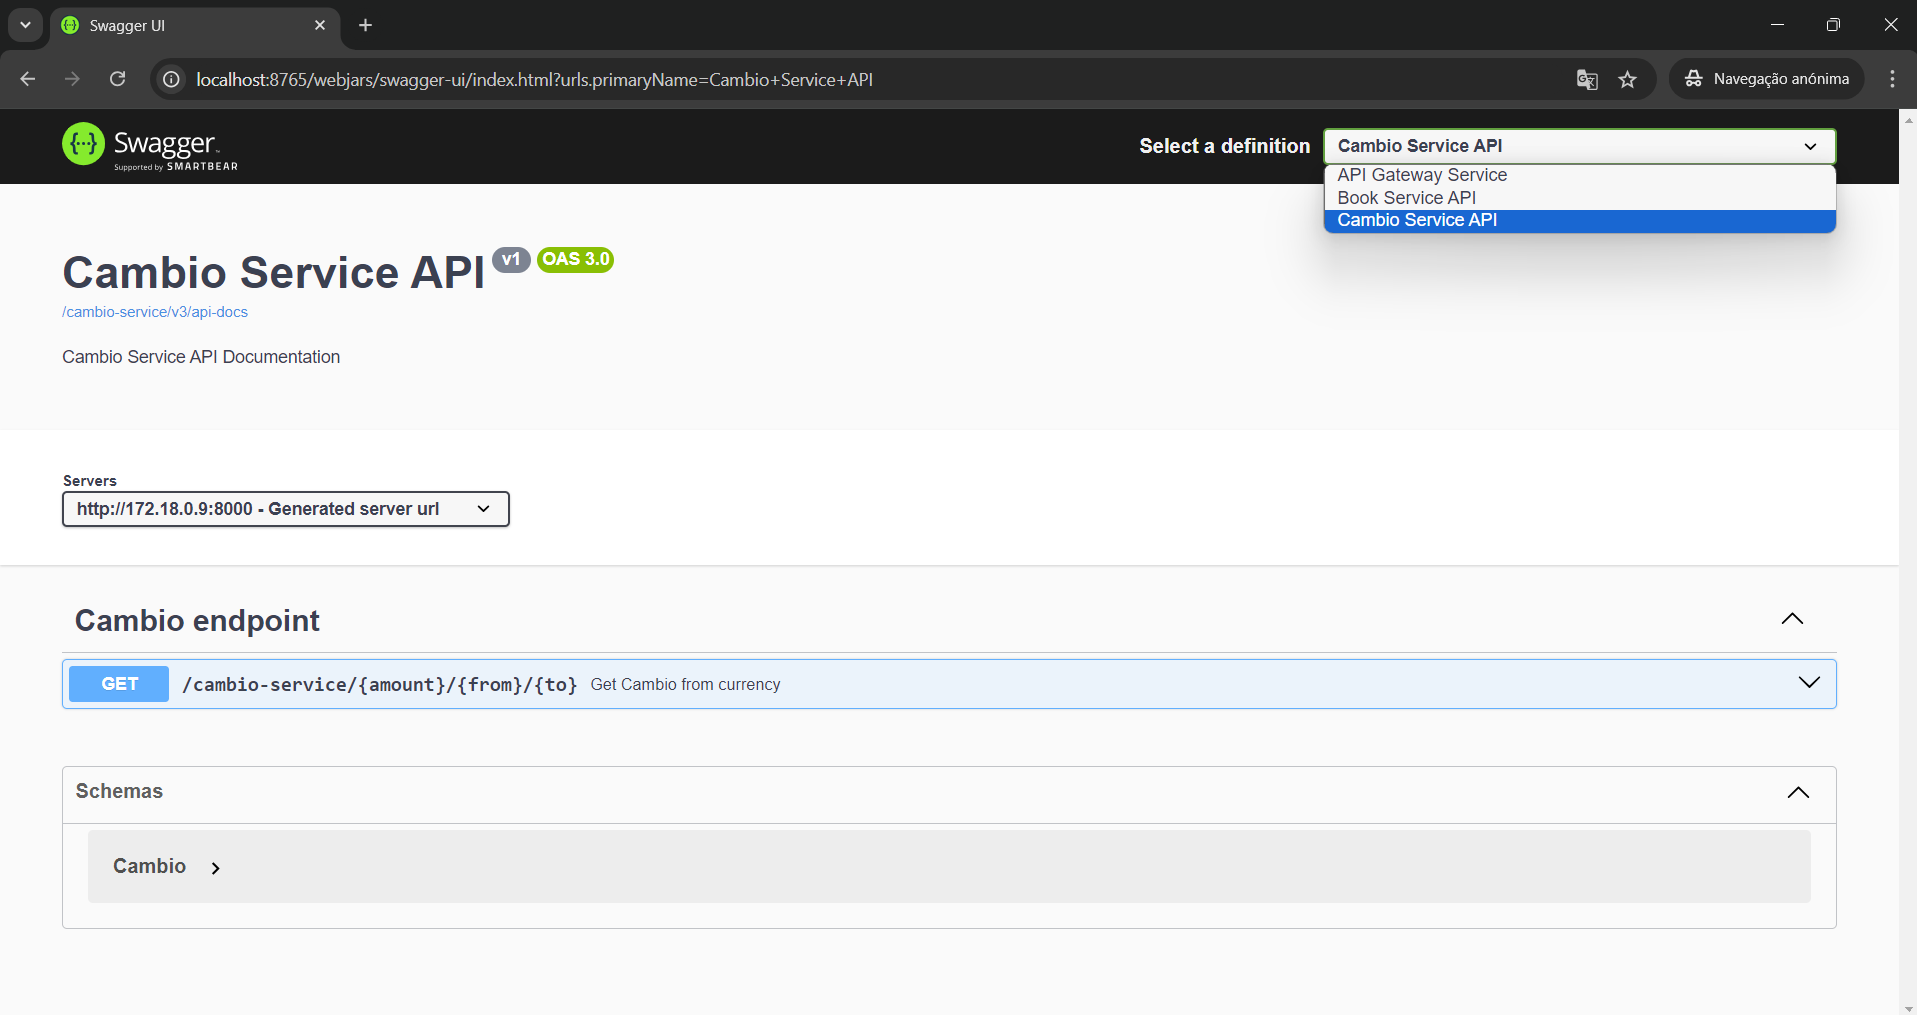 Swagger UI
localhost:8765/webjars/swagger-ui/index.html?urls.primaryName=Cambio+Service+API
Navegação anónima
Swagger™
Supported by SMARTBEAR
Select a definition
Cambio Service API
API Gateway Service
Book Service API
Cambio Service API
Cambio Service API v1 OAS 3.0
/cambio-service/v3/api-docs
Cambio Service API Documentation
Servers
http://172.18.0.9:8000 - Generated server url
Cambio endpoint
GET /cambio-service/{amount}/{from}/{to} Get Cambio from currency
Schemas
Cambio